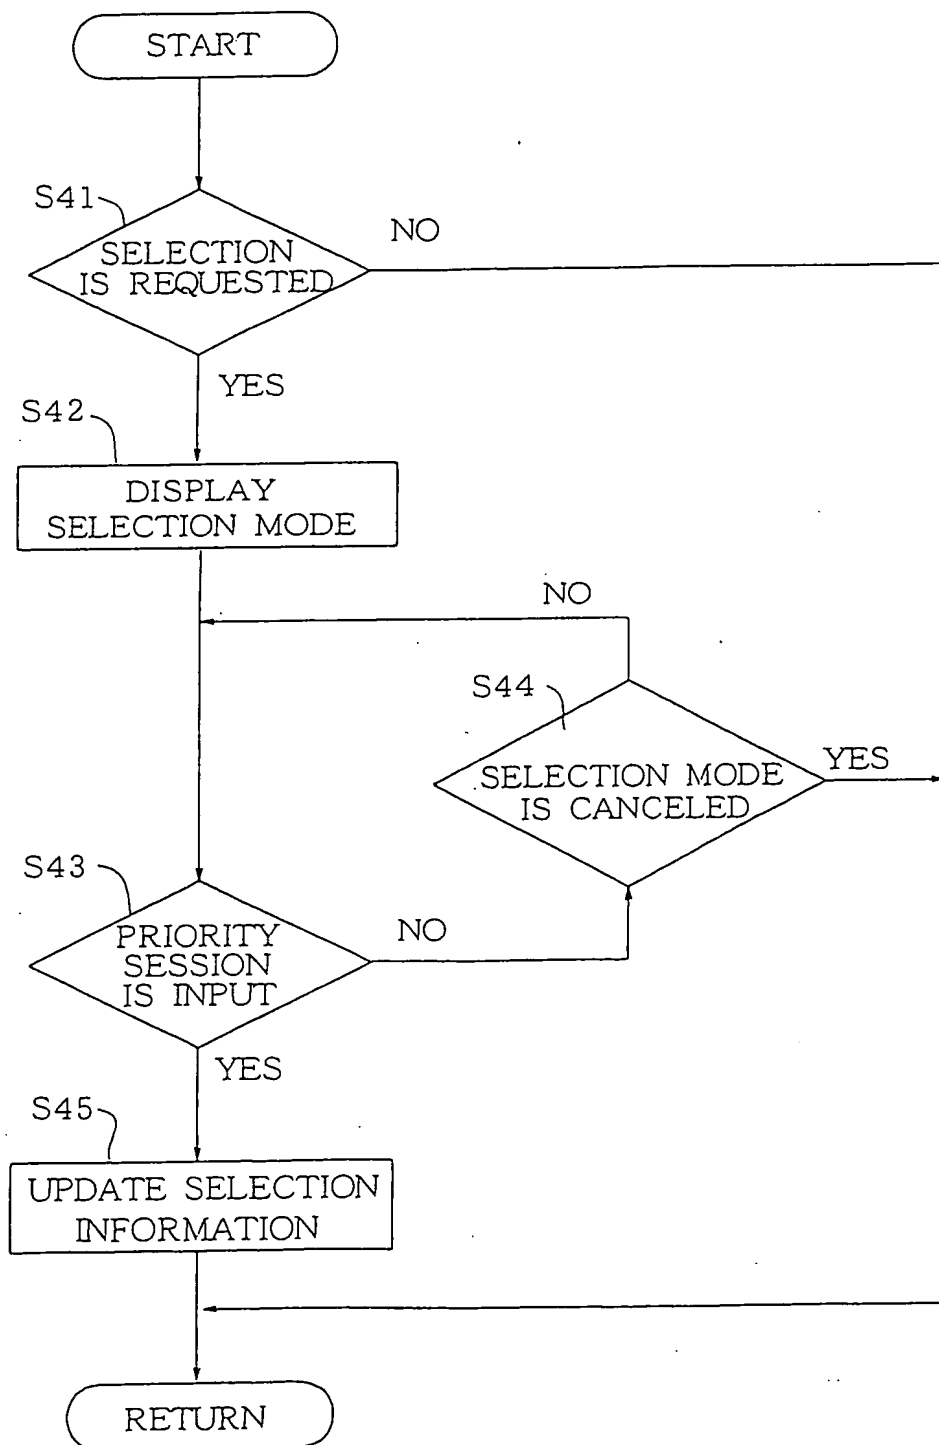 START
S41
SELECTION
IS REQUESTED
NO
YES
S42
DISPLAY
SELECTION MODE
NO
S44
SELECTION MODE
IS CANCELED
YES
S43
PRIORITY
SESSION
IS INPUT
NO
YES
S45
UPDATE SELECTION
INFORMATION
RETURN